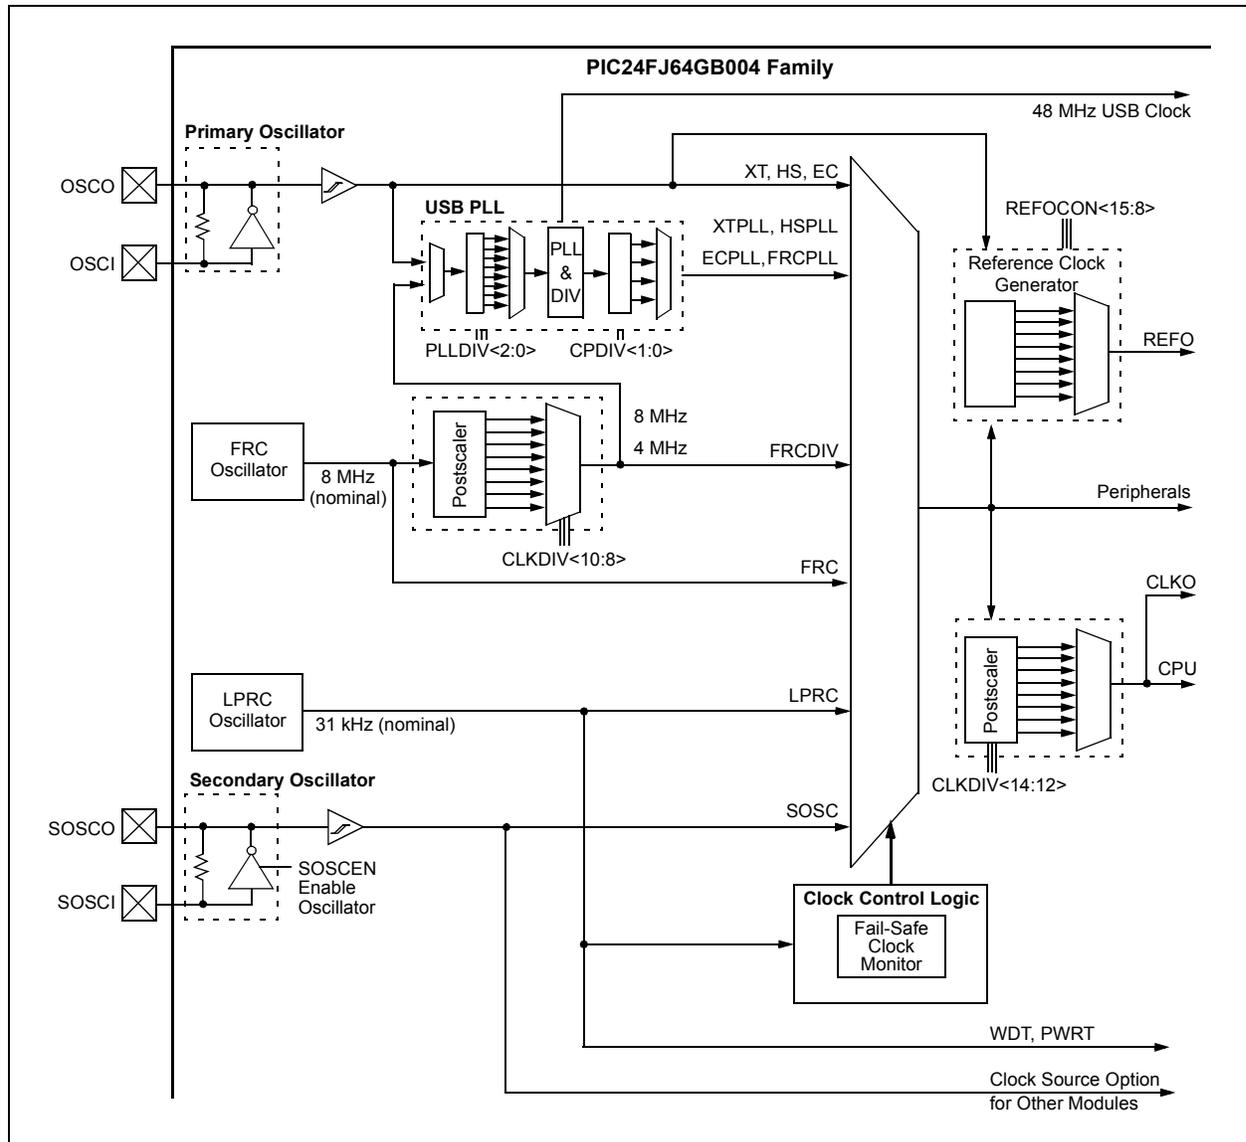 PIC24FJ64GB004 Family
48 MHz USB Clock
Primary Oscillator
OSCO
XT, HS, EC
USB PLL
REFOCON<15:8>
XTPLL, HSPLL
OSCI
PLL
&
DIV
ECPLL,FRCPLL
Reference Clock
Generator
PLLDIV<2:0>
CPDIV<1:0>
REFO
8 MHz
4 MHz
FRC
Oscillator
8 MHz
(nominal)
Postscaler
FRCDIV
Peripherals
CLKDIV<10:8>
FRC
CLKO
Postscaler
CPU
LPRC
Oscillator
31 kHz (nominal)
LPRC
CLKDIV<14:12>
Secondary Oscillator
SOSCO
SOSC
SOSCEN
Enable
Oscillator
SOSCI
Clock Control Logic
Fail-Safe
Clock
Monitor
WDT, PWRT
Clock Source Option
for Other Modules